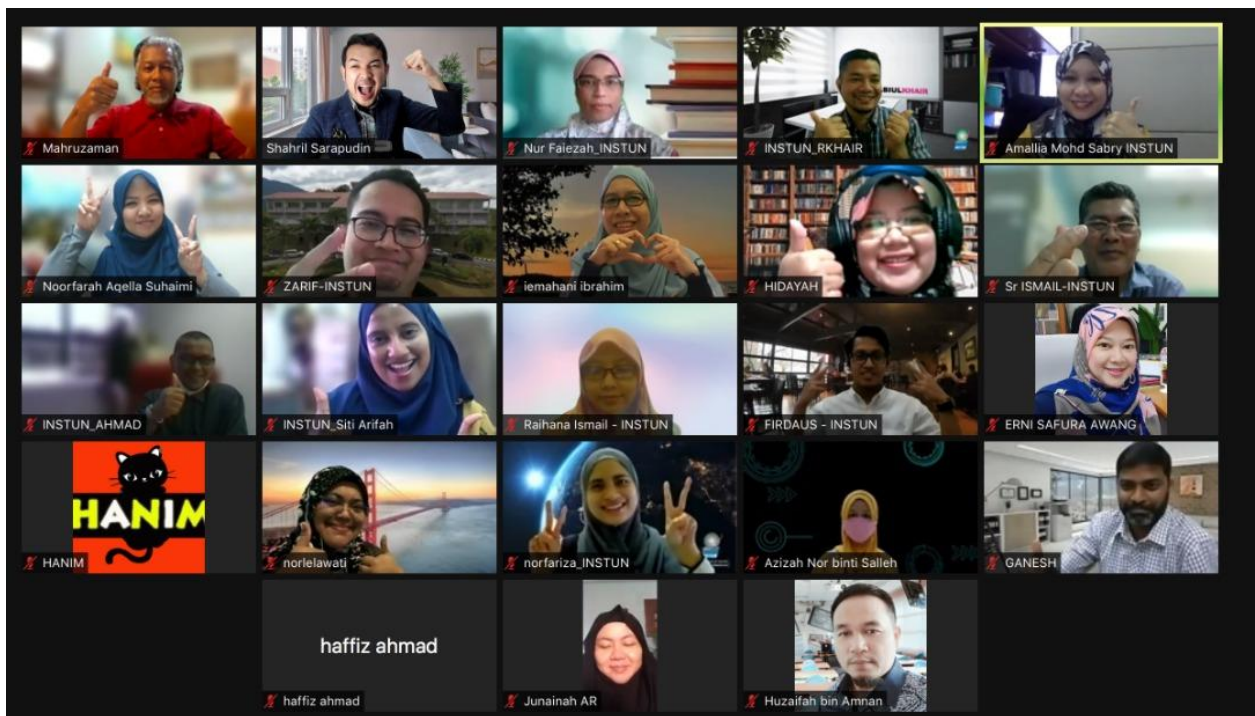 Mahruzaman
Shahril Sarapudin
Nur Faiezah_INSTUN
BIULKHAIR
INSTUN_RKHAIR
Amallia Mohd Sabry INSTUN
Noorfarah Aqella Suhaimi
ZARIF-INSTUN
iemahani ibrahim
HIDAYAH
Sr ISMAIL-INSTUN
INSTUN_AHMAD
INSTUN_Siti Arifah
Raihana Ismail - INSTUN
FIRDAUS - INSTUN
ERNI SAFURA AWANG
HANIM
HANIM
norlelawati
norfariza_INSTUN
Azizah Nor binti Salleh
GANESH
haffiz ahmad
haffiz ahmad
Junainah AR
Huzaifah bin Amnan